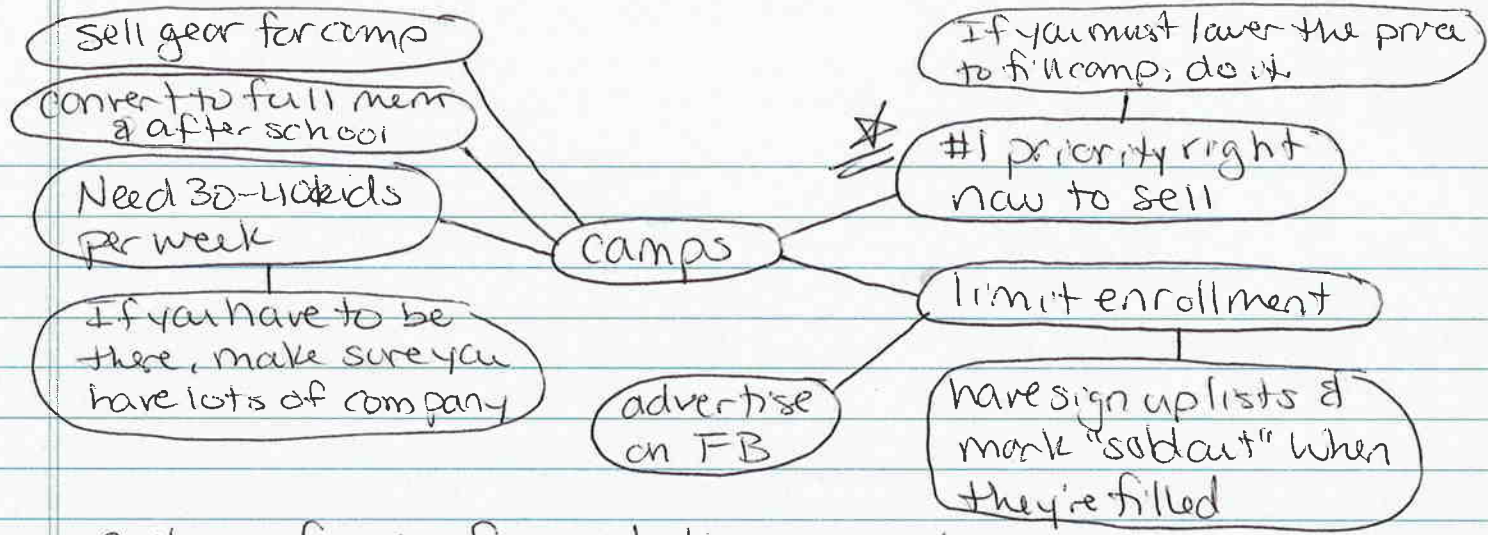 sell gear for camp
convert to full mem
& after school
Need 30-40 kids
per week
If you have to be
there, make sure you
have lots of company
camps
If you must lower the price
to fill camp, do it
#1 priority right
now to sell
limit enrollment
advertise
on FB
have sign up lists &
mark "sold out" when
they're filled